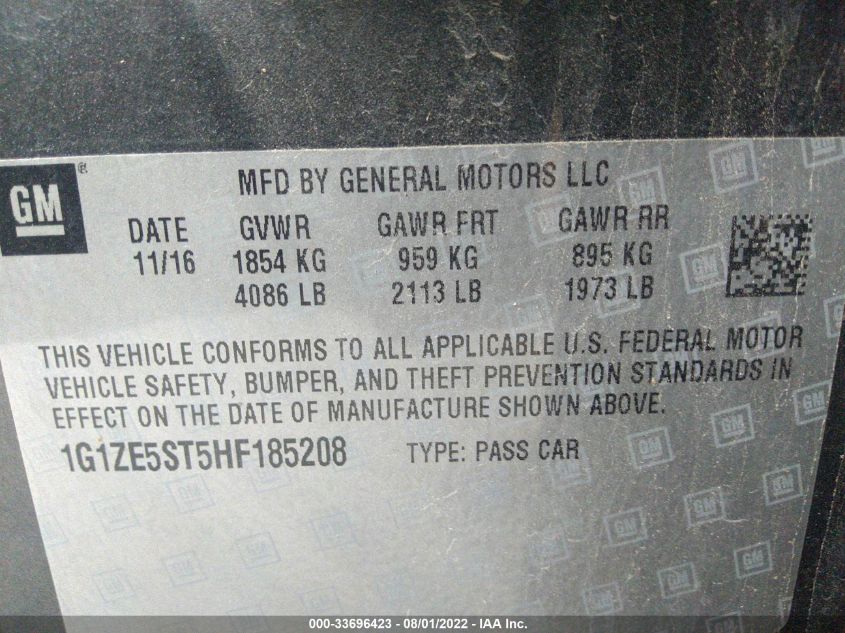 GM®
MFD BY GENERAL MOTORS LLC
DATE GVWR GAWR FRT GAWR RR
11/16 1854 KG 959 KG 895 KG
4086 LB 2113 LB 1973 LB
THIS VEHICLE CONFORMS TO ALL APPLICABLE U.S. FEDERAL MOTOR
VEHICLE SAFETY, BUMPER, AND THEFT PREVENTION STANDARDS IN
EFFECT ON THE DATE OF MANUFACTURE SHOWN ABOVE.
1G1ZE5ST5HF185208 TYPE: PASS CAR
000-33696423 - 08/01/2022 - IAA Inc.